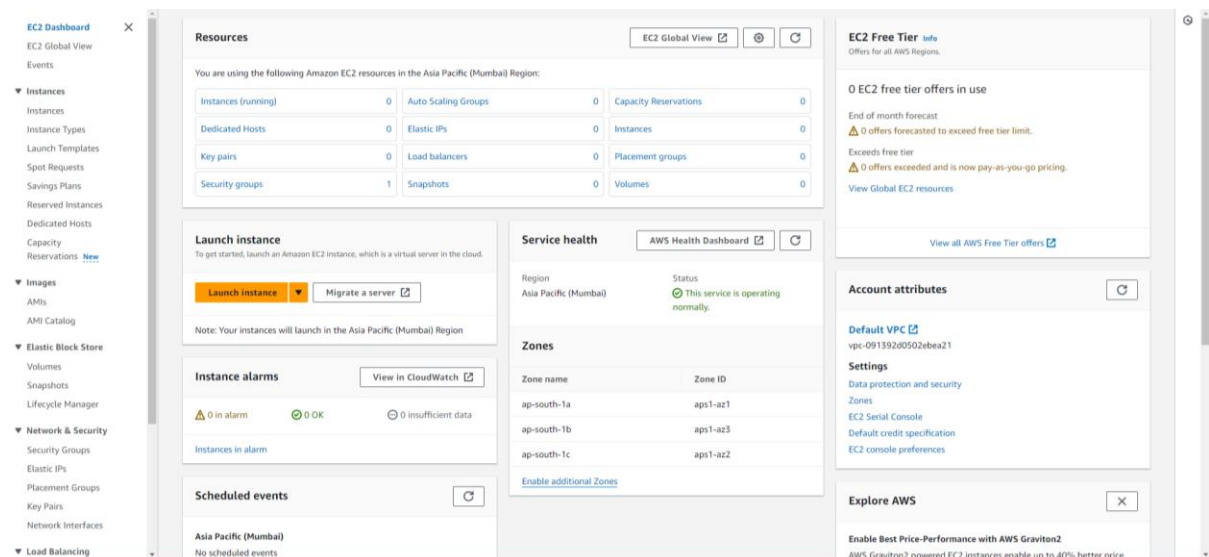 EC2 Dashboard
EC2 Global View
Events
Instances
Instances
Instance Types
Launch Templates
Spot Requests
Savings Plans
Reserved Instances
Dedicated Hosts
Capacity
Reservations New
Images
AMIs
AMI Catalog
Elastic Block Store
Volumes
Snapshots
Lifecycle Manager
Network & Security
Security Groups
Elastic IPs
Placement Groups
Key Pairs
Network Interfaces
Load Balancing
Resources
EC2 Global View
You are using the following Amazon EC2 resources in the Asia Pacific (Mumbai) Region:
Instances (running) 0 Auto Scaling Groups 0 Capacity Reservations 0
Dedicated Hosts 0 Elastic IPs 0 Instances 0
Key pairs 0 Load balancers 0 Placement groups 0
Security groups 1 Snapshots 0 Volumes 0
Launch instance
To get started, launch an Amazon EC2 instance, which is a virtual server in the cloud.
Launch instance Migrate a server
Note: Your instances will launch in the Asia Pacific (Mumbai) Region
Instance alarms View in CloudWatch
0 in alarm 0 OK 0 insufficient data
Instances in alarm
Scheduled events
Asia Pacific (Mumbai)
No scheduled events
Service health AWS Health Dashboard
Region Status
Asia Pacific (Mumbai) This service is operating
normally.
Zones
Zone name Zone ID
ap-south-1a aps1-az1
ap-south-1b aps1-az3
ap-south-1c aps1-az2
Enable additional Zones
EC2 Free Tier Info
Offers for all AWS Regions.
0 EC2 free tier offers in use
End of month forecast
0 offers forecasted to exceed free tier limit.
Exceeds free tier
0 offers exceeded and is now pay-as-you-go pricing.
View Global EC2 resources
View all AWS Free Tier offers
Account attributes
Default VPC
vpc-091392d0502ebea21
Settings
Data protection and security
Zones
EC2 Serial Console
Default credit specification
EC2 console preferences
Explore AWS
Enable Best Price-Performance with AWS Graviton2
AWS Graviton2 powered EC2 instances enable up to 40% better price